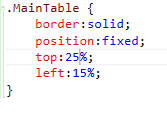 .MainTable {
border:solid;
position:fixed;
top:25%;
left:15%;
}